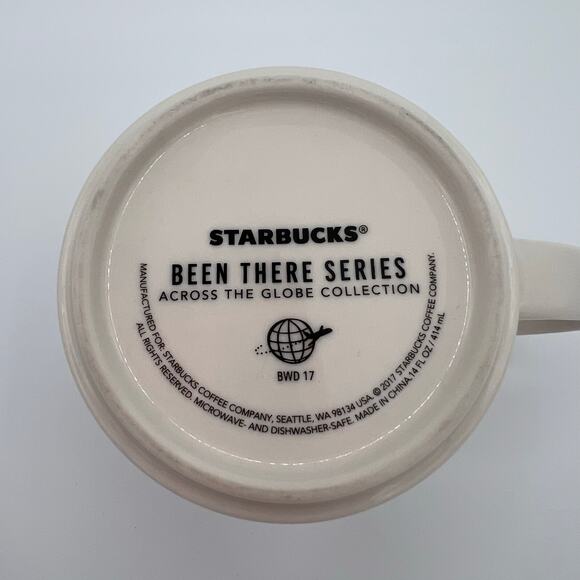 STARBUCKS®
BEEN THERE SERIES
ACROSS THE GLOBE COLLECTION
BWD 17
MANUFACTURED FOR: STARBUCKS COFFEE COMPANY, SEATTLE, WA 98134 USA. © 2017 STARBUCKS COFFEE COMPANY.
ALL RIGHTS RESERVED. MICROWAVE- AND DISHWASHER-SAFE. MADE IN CHINA.14 FL OZ / 414 mL